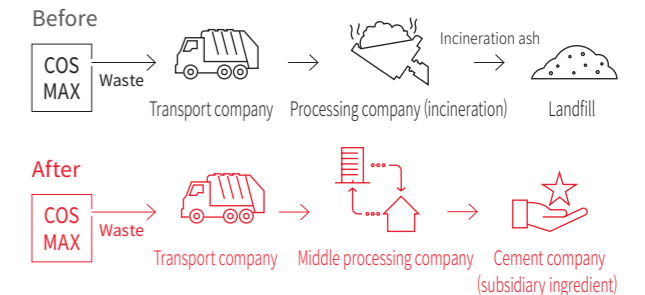 Before
COS
MAX
Waste
Incineration ash
Transport company
Processing company (incineration)
Landfill
After
COS
MAX
Waste
Transport company
Middle processing company
Cement company
(subsidiary ingredient)